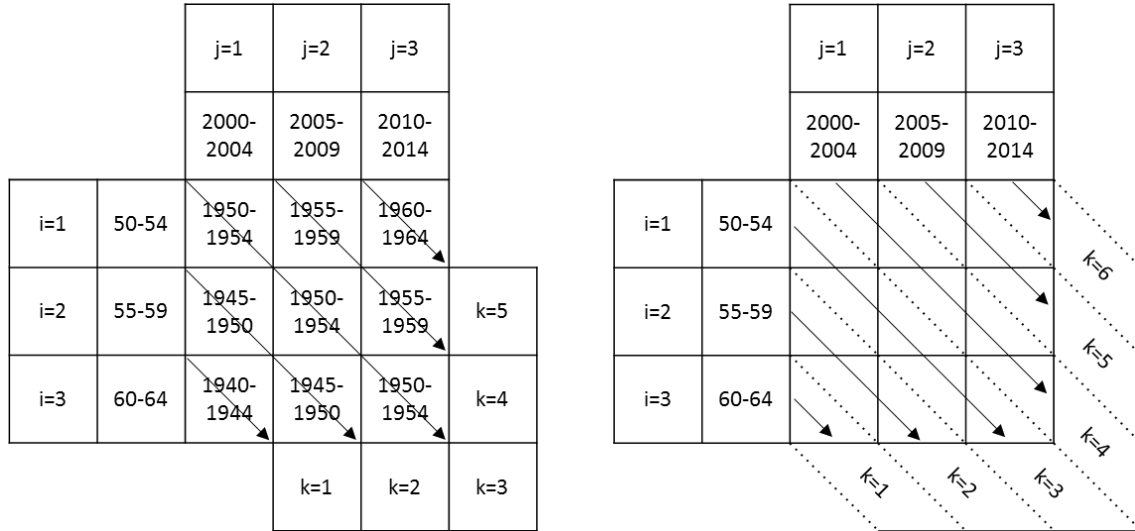 j=1
j=2
j=3
2000-
2004
2005-
2009
2010-
2014
i=1
50-54
1950-
1954
1955-
1959
1960-
1964
i=2
55-59
1945-
1950
1950-
1954
1955-
1959
k=5
i=3
60-64
1940-
1944
1945-
1950
1950-
1954
k=4
k=1
k=2
k=3
j=1
j=2
j=3
2000-
2004
2005-
2009
2010-
2014
i=1
50-54
k=6
i=2
55-59
k=5
i=3
60-64
k=4
k=1
k=2
k=3